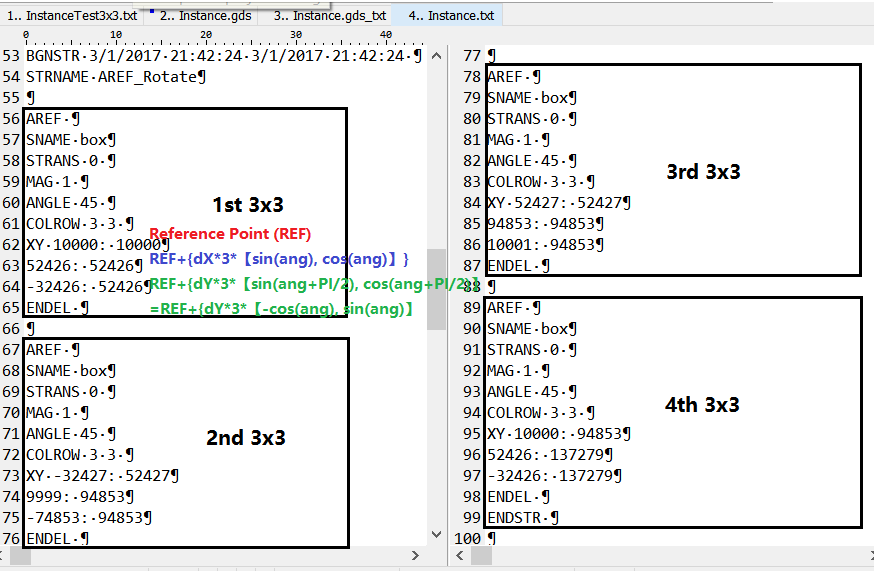 1.. InstanceTest3x3.txt 2.. Instance.gds 3.. Instance.gds_txt 4.. Instance.txt
0 10 20 30 40
53 BGNSTR·3/1/2017·21:42:24·3/1/2017·21:42:24·¶
54 STRNAME·AREF_Rotate¶
55 ¶
56 AREF·¶
57 SNAME·box¶
58 STRANS·0·¶
59 MAG·1·¶
60 ANGLE·45·¶
61 COLROW·3·3·¶
62 XY·10000:·10000¶
63 52426:·52426¶
64 -32426:·52426¶
65 ENDEL·¶
1st 3x3
Reference Point (REF)
REF+{dX*3*【sin(ang), cos(ang)】}
REF+{dY*3*【sin(ang+PI/2), cos(ang+PI/2)】
=REF+{dY*3*【-cos(ang), sin(ang)】
66 ¶
67 AREF·¶
68 SNAME·box¶
69 STRANS·0·¶
70 MAG·1·¶
71 ANGLE·45·¶
72 COLROW·3·3·¶
73 XY·-32427:·52427¶
74 9999:·94853¶
75 -74853:·94853¶
76 ENDEL·¶
2nd 3x3
77 ¶
78 AREF·¶
79 SNAME·box¶
80 STRANS·0·¶
81 MAG·1·¶
82 ANGLE·45·¶
83 COLROW·3·3·¶
84 XY·52427:·52427¶
85 94853:·94853¶
86 10001:·94853¶
87 ENDEL·¶
3rd 3x3
88 ¶
89 AREF·¶
90 SNAME·box¶
91 STRANS·0·¶
92 MAG·1·¶
93 ANGLE·45·¶
94 COLROW·3·3·¶
95 XY·10000:·94853¶
96 52426:·137279¶
97 -32426:·137279¶
98 ENDEL·¶
99 ENDSTR·¶
4th 3x3
100 ¶